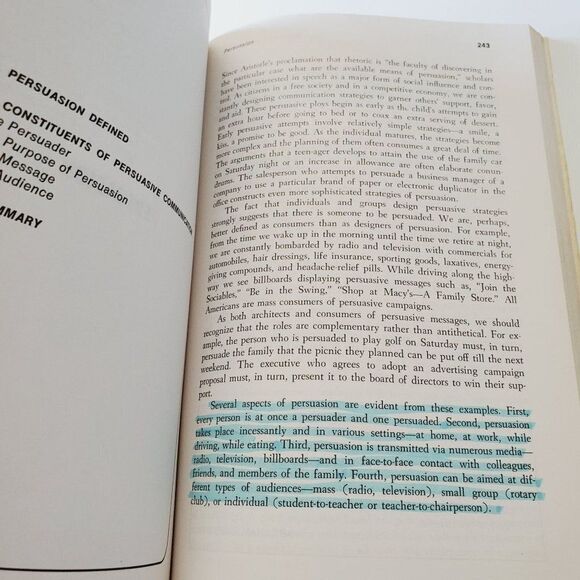 PERSUASION DEFINED
CONSTITUENTS OF PERSUASIVE COMMUNICATION
Persuader
Purpose of Persuasion
Message
Audience
Persuasion
243
Since Aristotle's proclamation that rhetoric is "the faculty of discovering in
the particular case what are the available means of persuasion," scholars
have been interested in speech as a major form of social influence and con-
trol. As citizens in a free society and in a competitive economy, we are con-
stantly designing communication strategies to garner others' support, favor,
and aid. These persuasive ploys begin as early as the child's attempts to gain
an extra hour before going to bed or to coax an extra serving of dessert.
Early persuasive attempts involve relatively simple strategies—a smile, a
kiss, a promise to be good. As the individual matures, the strategies become
more complex and the planning of them often consumes a great deal of time.
The arguments that a teen-ager develops to attain the use of the family car
on Saturday night or an increase in allowance are often elaborate conun-
drums. The salesperson who attempts to persuade a business manager of a
company to use a particular brand of paper or electronic duplicator in the
office constructs even more sophisticated strategies of persuasion.
The fact that individuals and groups design persuasive strategies
strongly suggests that there is someone to be persuaded. We are, perhaps,
better defined as consumers than as designers of persuasion. For example,
from the time we wake up in the morning until the time we retire at night,
we are constantly bombarded by radio and television with commercials for
automobiles, hair dressings, life insurance, sporting goods, laxatives, energy-
giving compounds, and headache-relief pills. While driving along the high-
way we see billboards displaying persuasive messages such as, "Join the
Sociables," "Be in the Swing," "Shop at Macy's—A Family Store." All
Americans are mass consumers of persuasive campaigns.
As both architects and consumers of persuasive messages, we should
recognize that the roles are complementary rather than antithetical. For ex-
ample, the person who is persuaded to play golf on Saturday must, in turn,
persuade the family that the picnic they planned can be put off till the next
weekend. The executive who agrees to adopt an advertising campaign
proposal must, in turn, present it to the board of directors to win their sup-
port.
Several aspects of persuasion are evident from these examples. First,
every person is at once a persuader and one persuaded. Second, persuasion
takes place incessantly and in various settings—at home, at work, while
driving, while eating. Third, persuasion is transmitted via numerous media—
radio, television, billboards—and in face-to-face contact with colleagues,
friends, and members of the family. Fourth, persuasion can be aimed at dif-
ferent types of audiences—mass (radio, television), small group (rotary
club), or individual (student-to-teacher or teacher-to-chairperson).